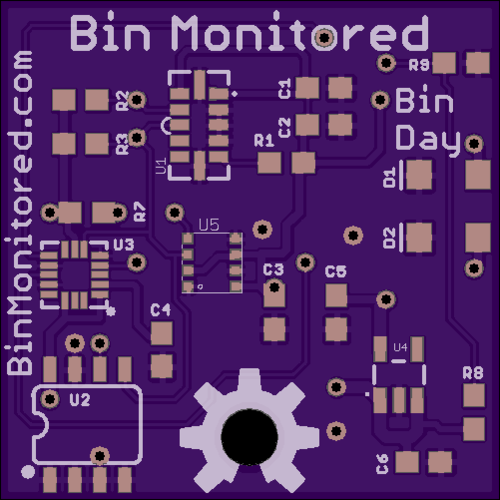 Bin Monitored
R9
C1
Bin
Day
R2
C2
R3
U1
R1
D1
R7
U5
D2
U3
C3
C5
C4
U4
R8
U2
C6
BinMonitored.com